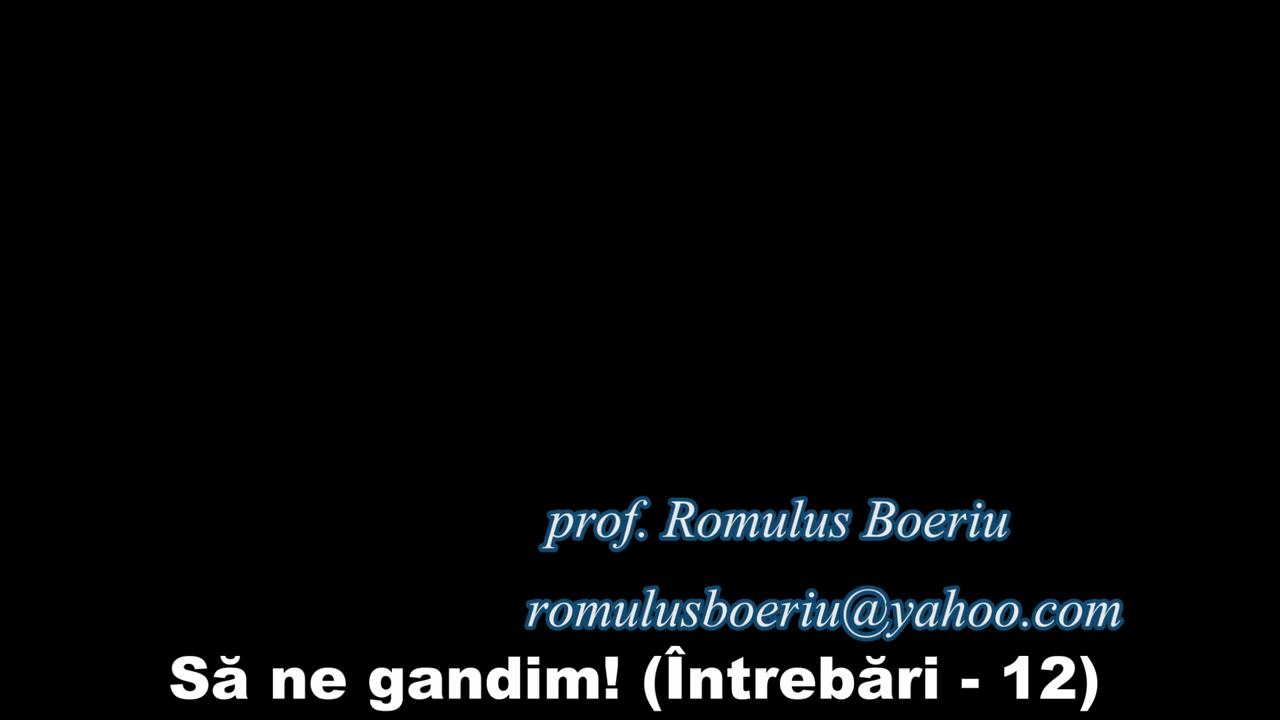 prof. Romulus Boeriu
romulusboeriu@yahoo.com
Să ne gandim! (Întrebări - 12)